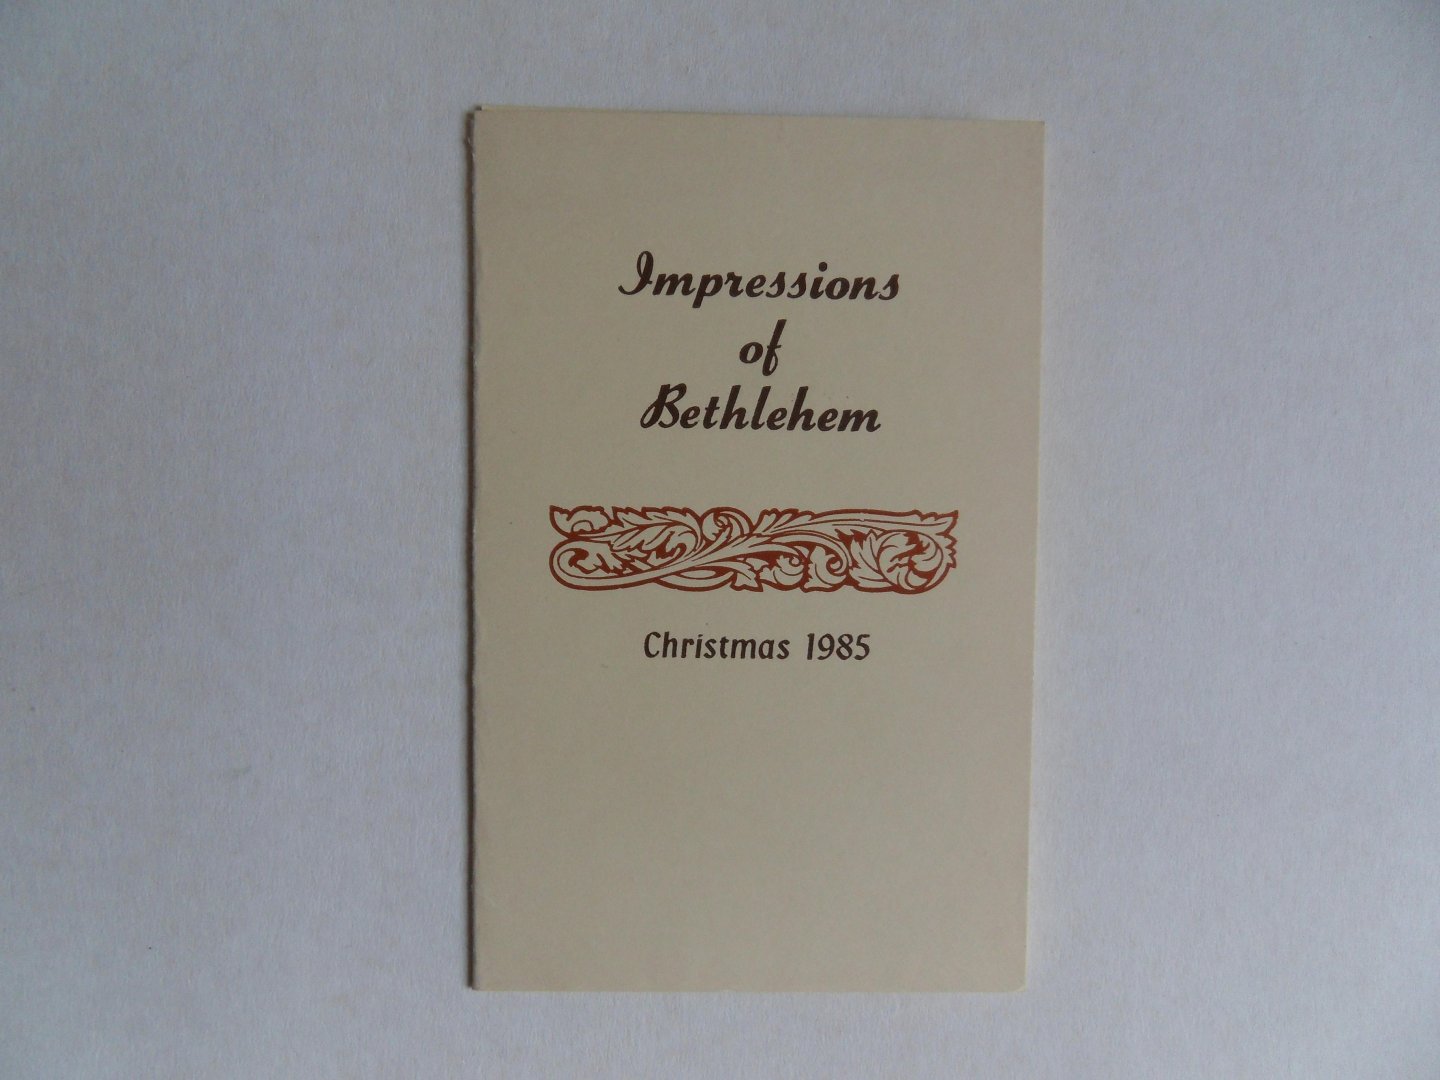 Impressions
of
Bethlehem
Christmas 1985